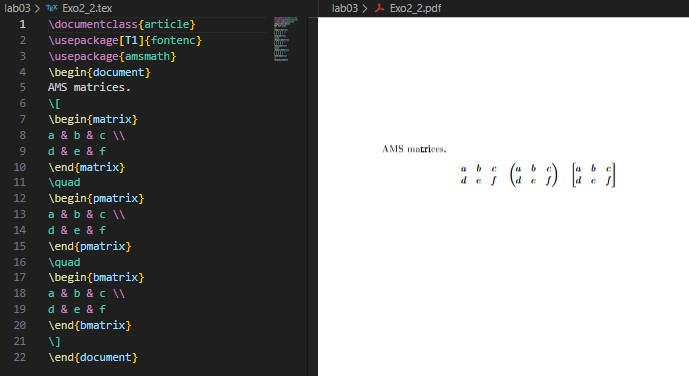 lab03 > TEX Exo2_2.tex
1 \documentclass{article}
2 \usepackage[T1]{fontenc}
3 \usepackage{amsmath}
4 \begin{document}
5 AMS matrices.
6 \[
7 \begin{matrix}
8 a & b & c \\
9 d & e & f
10 \end{matrix}
11 \quad
12 \begin{pmatrix}
13 a & b & c \\
14 d & e & f
15 \end{pmatrix}
16 \quad
17 \begin{bmatrix}
18 a & b & c \\
19 d & e & f
20 \end{bmatrix}
21 \]
22 \end{document}
lab03 > Exo2_2.pdf
AMS matrices.
a b c (a b c) [a b c]
d e f (d e f) [d e f]